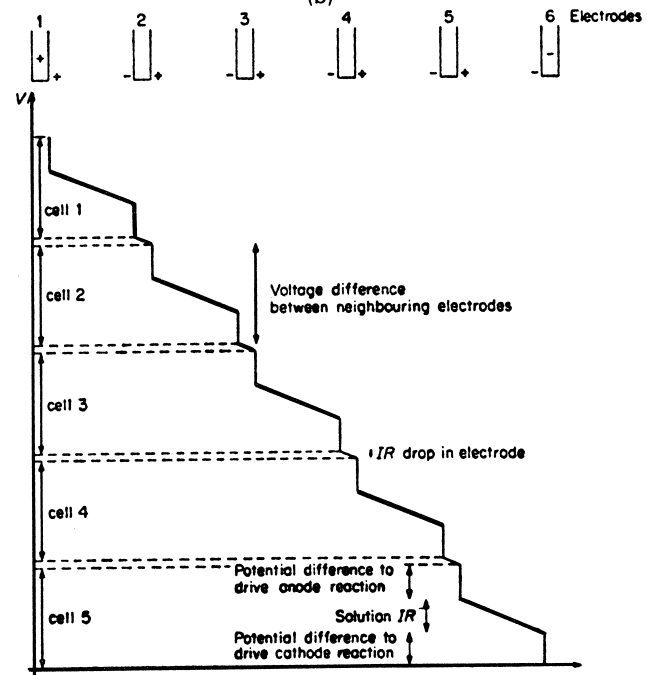 (b)
1 2 3 4 5 6 Electrodes
+ + - + - + - + - + - -
V
cell 1
cell 2
Voltage difference
between neighbouring electrodes
cell 3
IR drop in electrode
cell 4
Potential difference to
drive anode reaction
Solution IR
cell 5
Potential difference to
drive cathode reaction